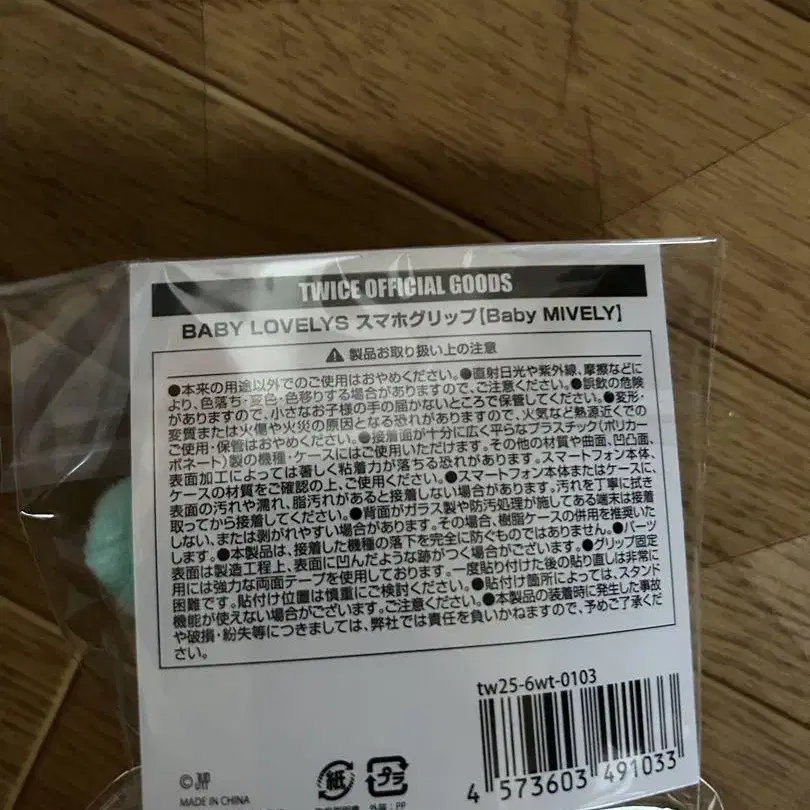 TWICE OFFICIAL GOODS
BABY LOVELYS スマホグリップ【Baby MIVELY】
製品お取り扱い上の注意
●本来の用途以外でのご使用はおやめください。●直射日光や紫外線、摩擦などに
より、色落ち・変色・色移りする場合がありますので、ご注意ください。●誤飲の危険
がありますので、小さなお子様の手の届かないところで保管してください。●変形・
変質または火傷や火災の原因となる恐れがありますので、火気など熱源近くでの
ご使用・保管はおやめください。●接着面が十分に広く平らなプラスチック(ポリカー
ボネート)製の機種・ケースにはご使用いただけます。その他の材質や曲面、凹凸面、
表面加工によっては著しく粘着力が落ちる恐れがあります。スマートフォン本体、
ケースの材質をご確認の上、ご使用ください。●スマートフォン本体またはケースに、
表面の汚れや濡れ、脂汚れがあると接着しない場合があります。汚れを丁寧に拭き
取ってから接着してください。●背面がガラス製や防汚処理が施してある端末は接着
しない、または剥がれやすい場合があります。その場合、樹脂ケースの併用を推奨いた
します。●本製品は、接着した機種の落下を完全に防ぐものではありません。●パーツ
表面は製造工程上、表面に凹んだような跡がつく場合がございます。●グリップ固定
用には強力な両面テープを使用しております。一度貼り付けた後の貼り直しは非常に
困難です。貼付け位置は慎重にご検討ください。●貼付け箇所によっては、スタンド
機能が使えない場合がございます。ご注意ください。●本製品の装着時に発生した事故
や破損・紛失等につきましては、弊社では責任を負いかねますので、予めご了承くだ
さい。
tw25-6wt-0103
4 573603 491033
© JYP
MADE IN CHINA
紙
プラ
外装：PP